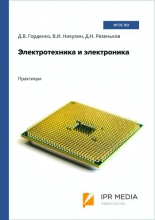 ФГОС ВО
Д.В. Горденко, В.И. Никулин, Д.Н. Резеньков
Электротехника и электроника
Практикум
IPR MEDIA